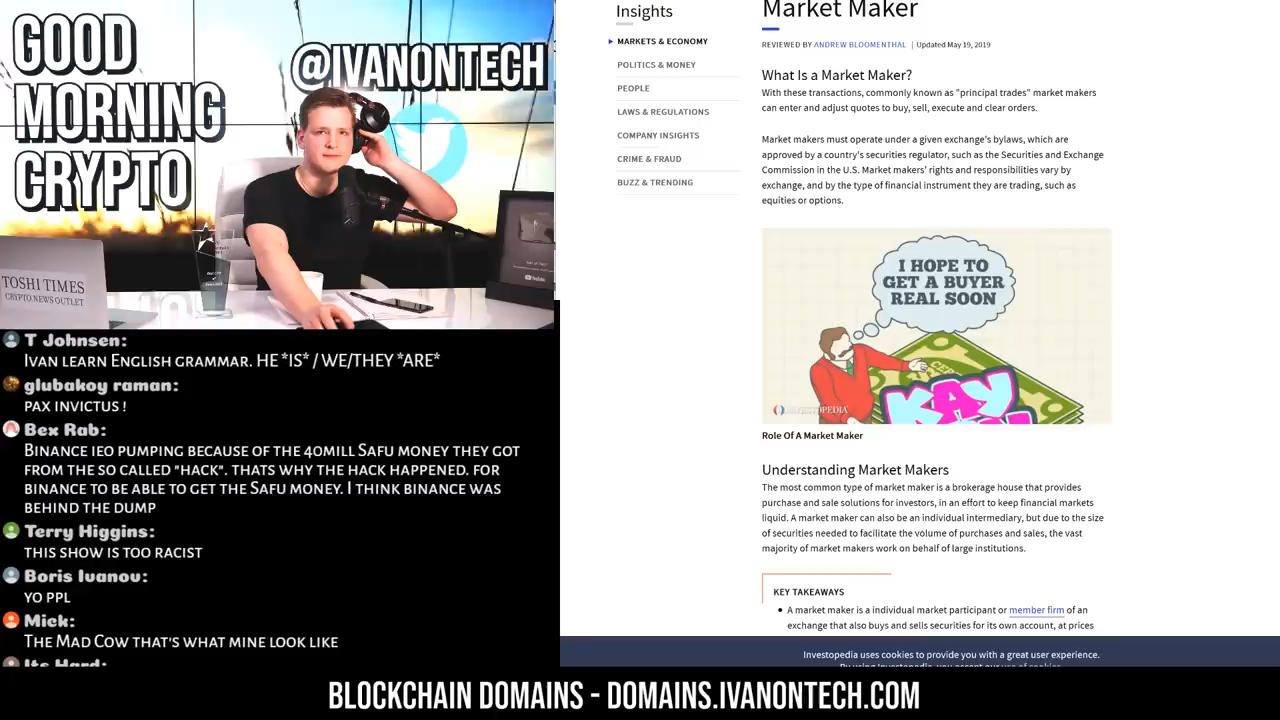 GOOD
MORNING
CRYPTO
@IVANONTECH
TOSHI TIMES
CRYPTO NEWS OUTLET
YouTube
T Johnsen:
IVAN LEARN ENGLISH GRAMMAR. HE *IS* / WE/THEY *ARE*
glubakoy raman:
PAX INVICTUS !
Bex Rab:
BINANCE IEO PUMPING BECAUSE OF THE 40MILL SAFU MONEY THEY GOT
FROM THE SO CALLED "HACK". THATS WHY THE HACK HAPPENED. FOR
BINANCE TO BE ABLE TO GET THE SAFU MONEY. I THINK BINANCE WAS
BEHIND THE DUMP
Terry Higgins:
THIS SHOW IS TOO RACIST
Boris Ivanov:
YO PPL
Mick:
THE MAD COW THAT'S WHAT MINE LOOK LIKE
Its Hard:
Insights
MARKETS & ECONOMY
POLITICS & MONEY
PEOPLE
LAWS & REGULATIONS
COMPANY INSIGHTS
CRIME & FRAUD
BUZZ & TRENDING
Market Maker
REVIEWED BY ANDREW BLOOMENTHAL | Updated May 19, 2019
What Is a Market Maker?
With these transactions, commonly known as "principal trades" market makers
can enter and adjust quotes to buy, sell, execute and clear orders.
Market makers must operate under a given exchange's bylaws, which are
approved by a country's securities regulator, such as the Securities and Exchange
Commission in the U.S. Market makers' rights and responsibilities vary by
exchange, and by the type of financial instrument they are trading, such as
equities or options.
I HOPE TO
GET A BUYER
REAL SOON
INVESTOPEDIA
KAY
Role Of A Market Maker
Understanding Market Makers
The most common type of market maker is a brokerage house that provides
purchase and sale solutions for investors, in an effort to keep financial markets
liquid. A market maker can also be an individual intermediary, but due to the size
of securities needed to facilitate the volume of purchases and sales, the vast
majority of market makers work on behalf of large institutions.
KEY TAKEAWAYS
A market maker is a individual market participant or member firm of an
exchange that also buys and sells securities for its own account, at prices
Investopedia uses cookies to provide you with a great user experience.
By using Investopedia, you accept our use of cookies.
BLOCKCHAIN DOMAINS - DOMAINS.IVANONTECH.COM